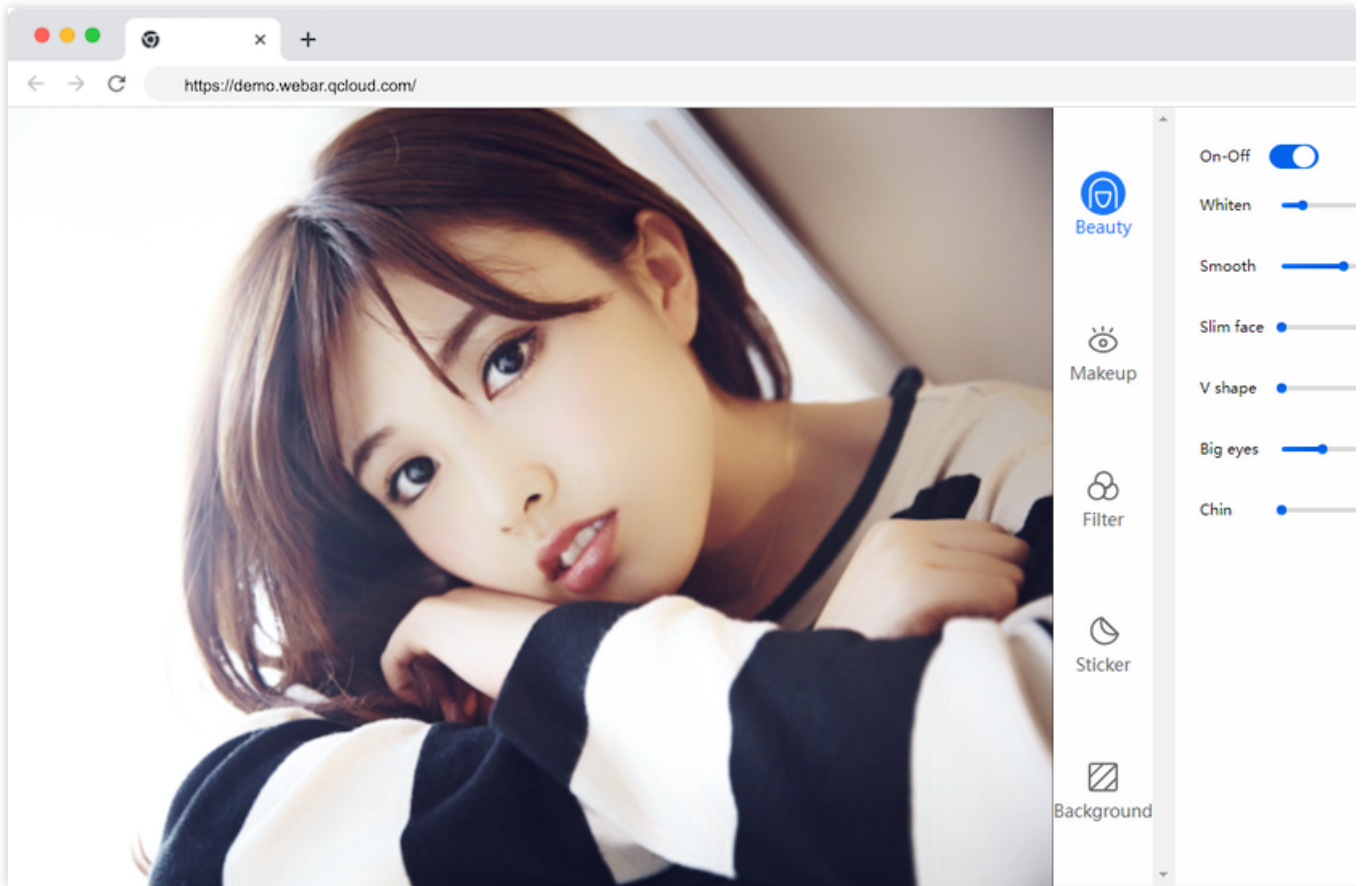 https://demo.webar.qcloud.com/
Beauty
Makeup
Filter
Sticker
Background
On-Off
Whiten
Smooth
Slim face
V shape
Big eyes
Chin